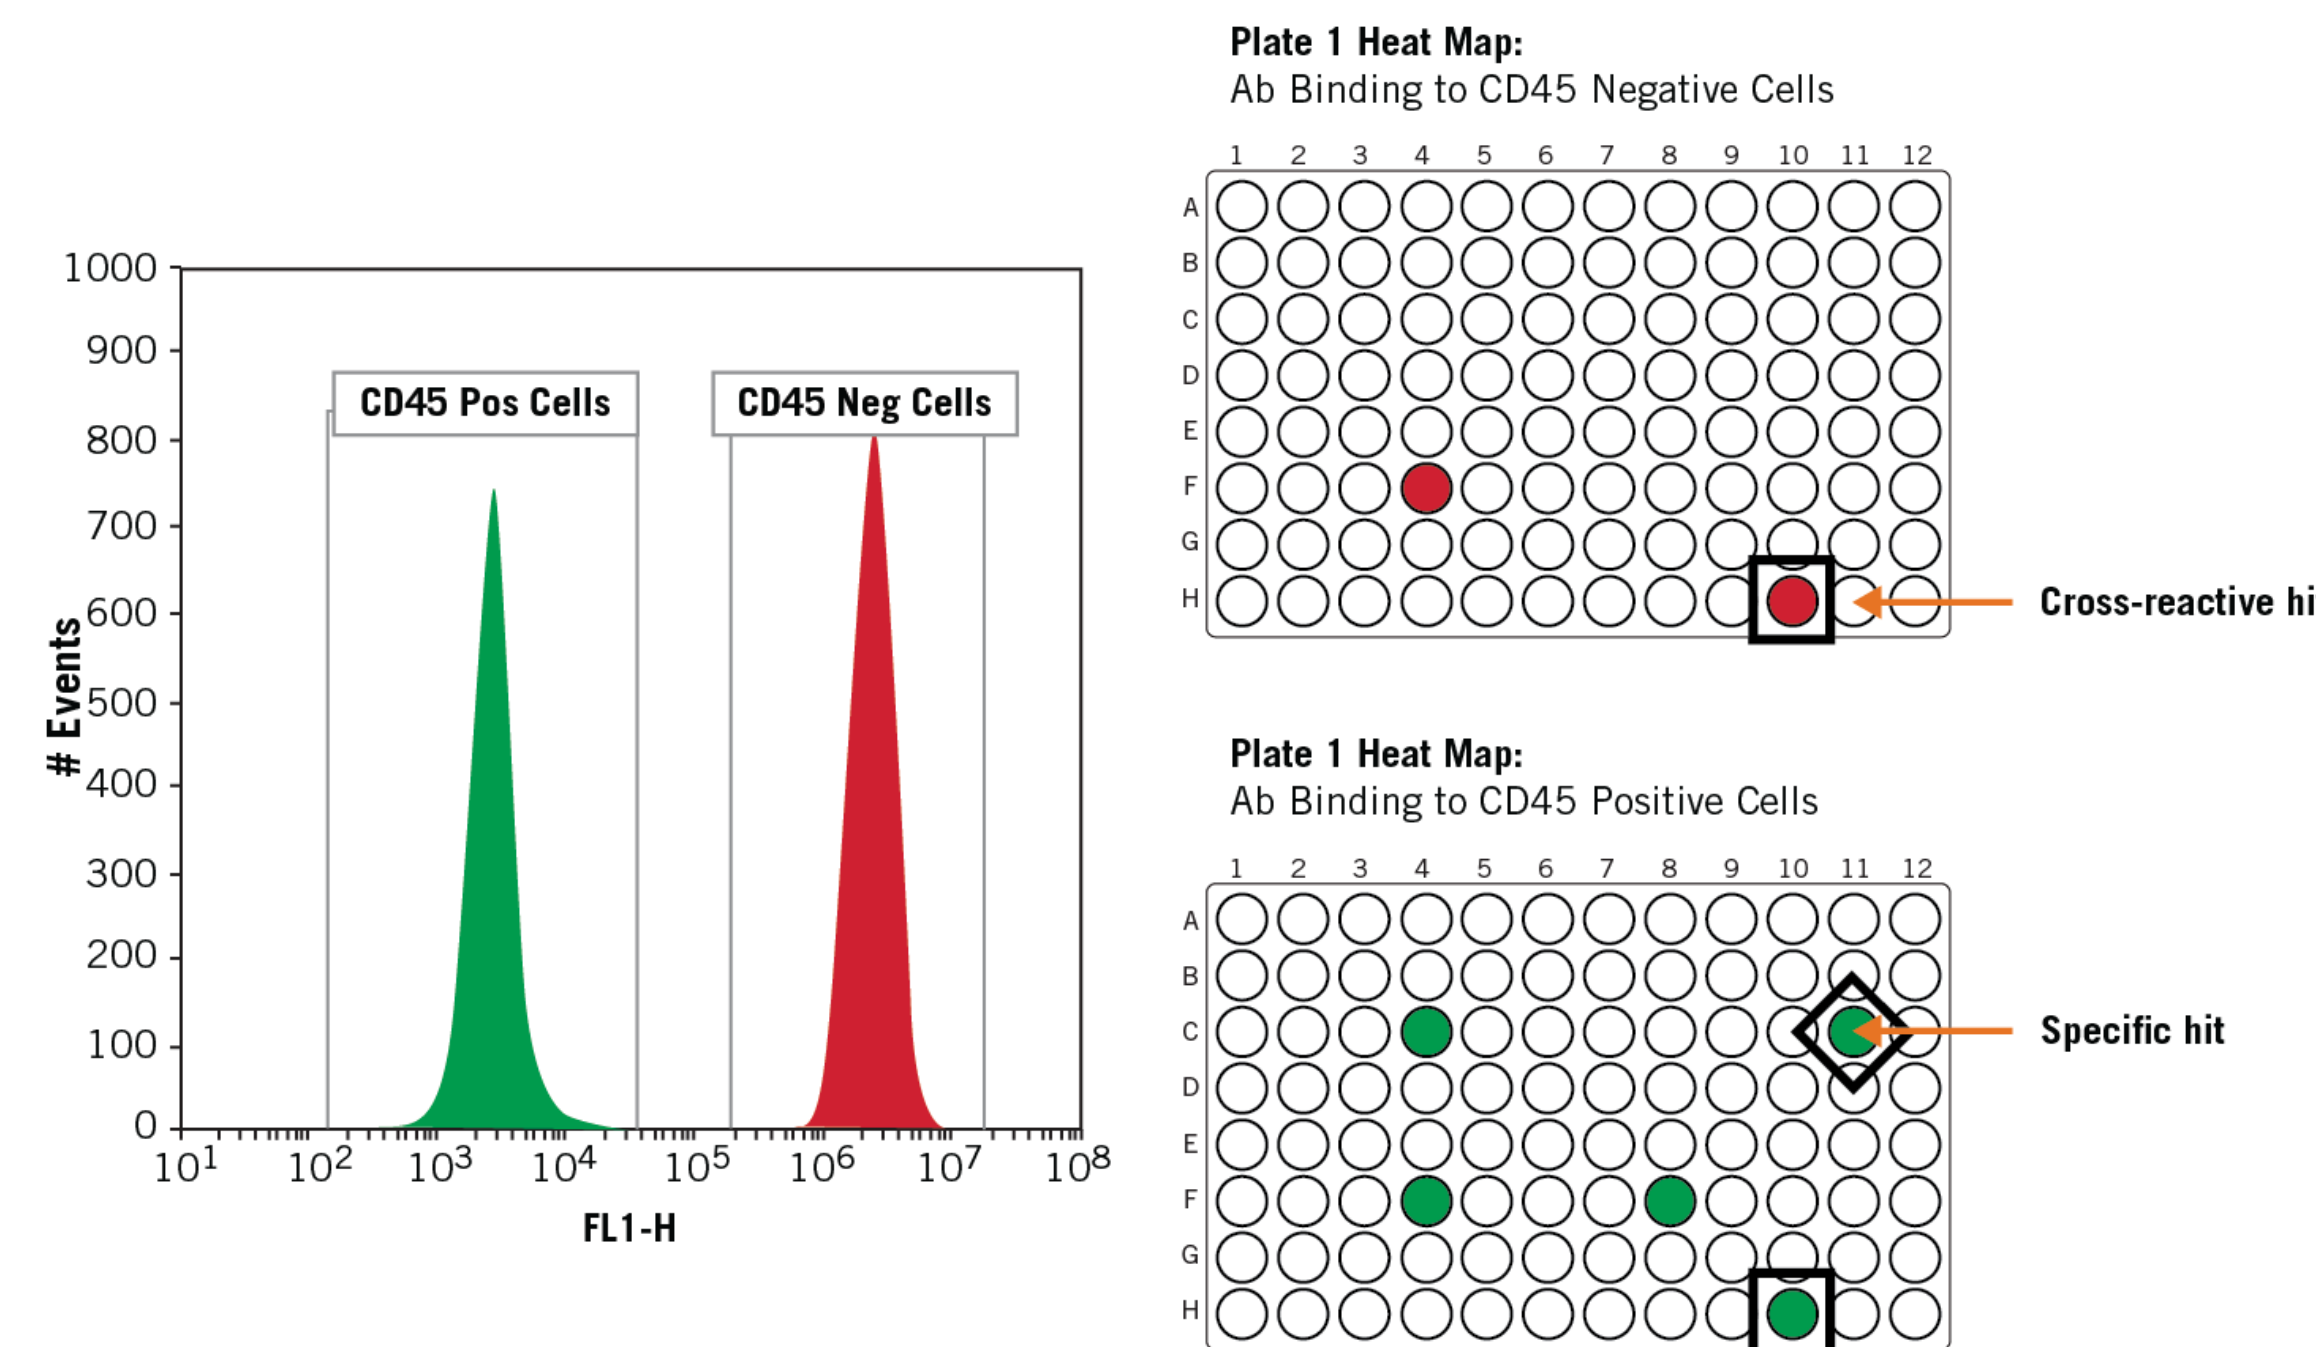 1000
900
800
700
600
500
400
300
200
100
0
# Events
CD45 Pos Cells
CD45 Neg Cells
10¹ 10² 10³ 10⁴ 10⁵ 10⁶ 10⁷ 10⁸
FL1-H
Plate 1 Heat Map:
Ab Binding to CD45 Negative Cells
1 2 3 4 5 6 7 8 9 10 11 12
A
B
C
D
E
F
G
H
Cross-reactive hi
Plate 1 Heat Map:
Ab Binding to CD45 Positive Cells
1 2 3 4 5 6 7 8 9 10 11 12
A
B
C
Specific hit
D
E
F
G
H